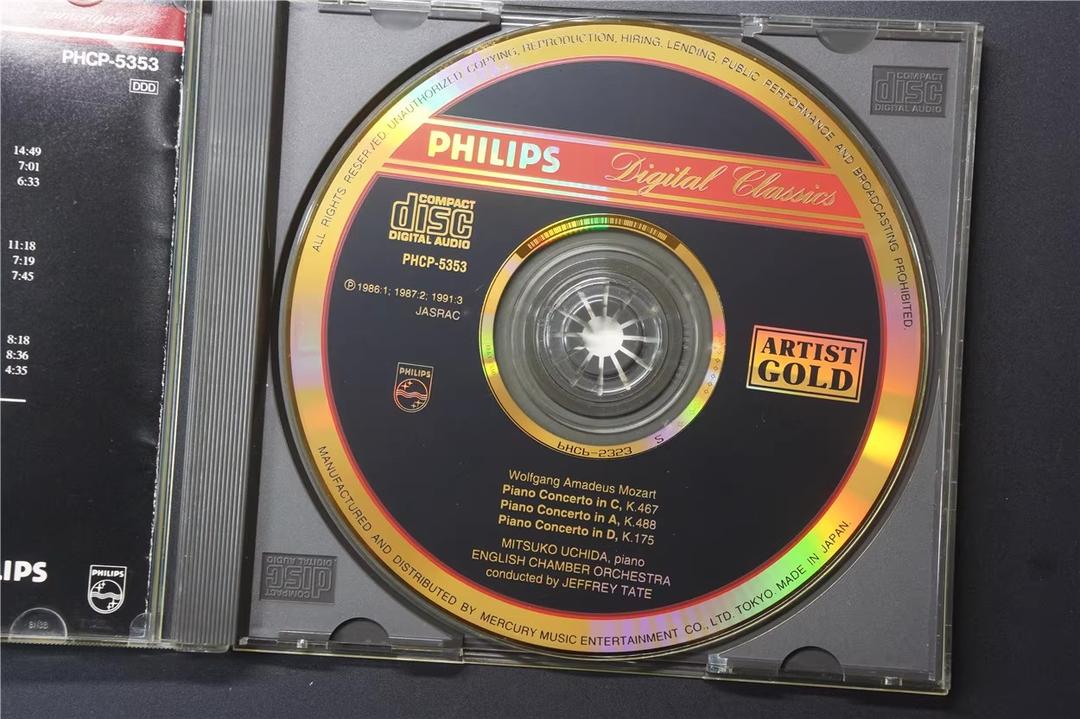 PHCP-5353
DDD
14:49
7:01
6:33
11:18
7:19
7:45
8:18
8:36
4:35
LIPS
PHILIPS
ALL RIGHTS RESERVED. UNAUTHORIZED COPYING, REPRODUCTION, HIRING, LENDING, PUBLIC PERFORMANCE AND BROADCASTING PROHIBITED.
PHILIPS Digital Classics
COMPACT
disc
DIGITAL AUDIO
PHCP-5353
Ⓟ 1986:1; 1987:2; 1991:3
JASRAC
PHILIPS
ARTIST
GOLD
Wolfgang Amadeus Mozart
Piano Concerto in C, K.467
Piano Concerto in A, K.488
Piano Concerto in D, K.175
MITSUKO UCHIDA, piano
ENGLISH CHAMBER ORCHESTRA
conducted by JEFFREY TATE
MANUFACTURED AND DISTRIBUTED BY MERCURY MUSIC ENTERTAINMENT CO., LTD. TOKYO. MADE IN JAPAN.
COMPACT
disc
DIGITAL AUDIO
COMPACT
disc
DIGITAL AUDIO